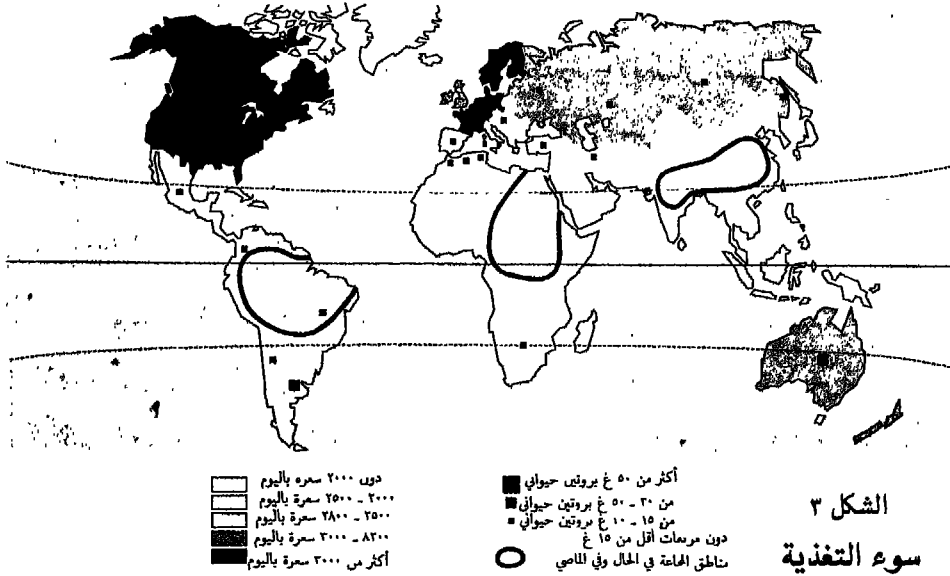 الشكل ٣
سوء التغذية
أكثر من ٥٠ غ بروتين حيواني
من ٣٠ ـ ٥٠ غ بروتين حيواني
من ١٥ ـ ١٠ غ بروتين حيواني
دون مربعات أقل من ١٥ غ
مناطق المجاعة في الحال وفي الماضي
دون ٢٠٠٠ سعره باليوم
٢٠٠٠ ـ ٢٥٠٠ سعرة باليوم
٢٥٠٠ ـ ٢٨٠٠ سعرة باليوم
٨٢٠٠ ـ ٣٠٠٠ سعرة باليوم
أكثر من ٣٠٠٠ سعرة باليوم